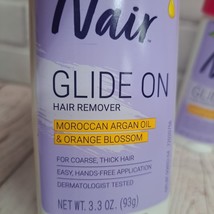 Nair
GLIDE ON
HAIR REMOVER
MOROCCAN ARGAN OIL
& ORANGE BLOSSOM
FOR COARSE, THICK HAIR
EASY, HANDS-FREE APPLICATION
DERMATOLOGIST TESTED
NET WT. 3.3 OZ. (93g)